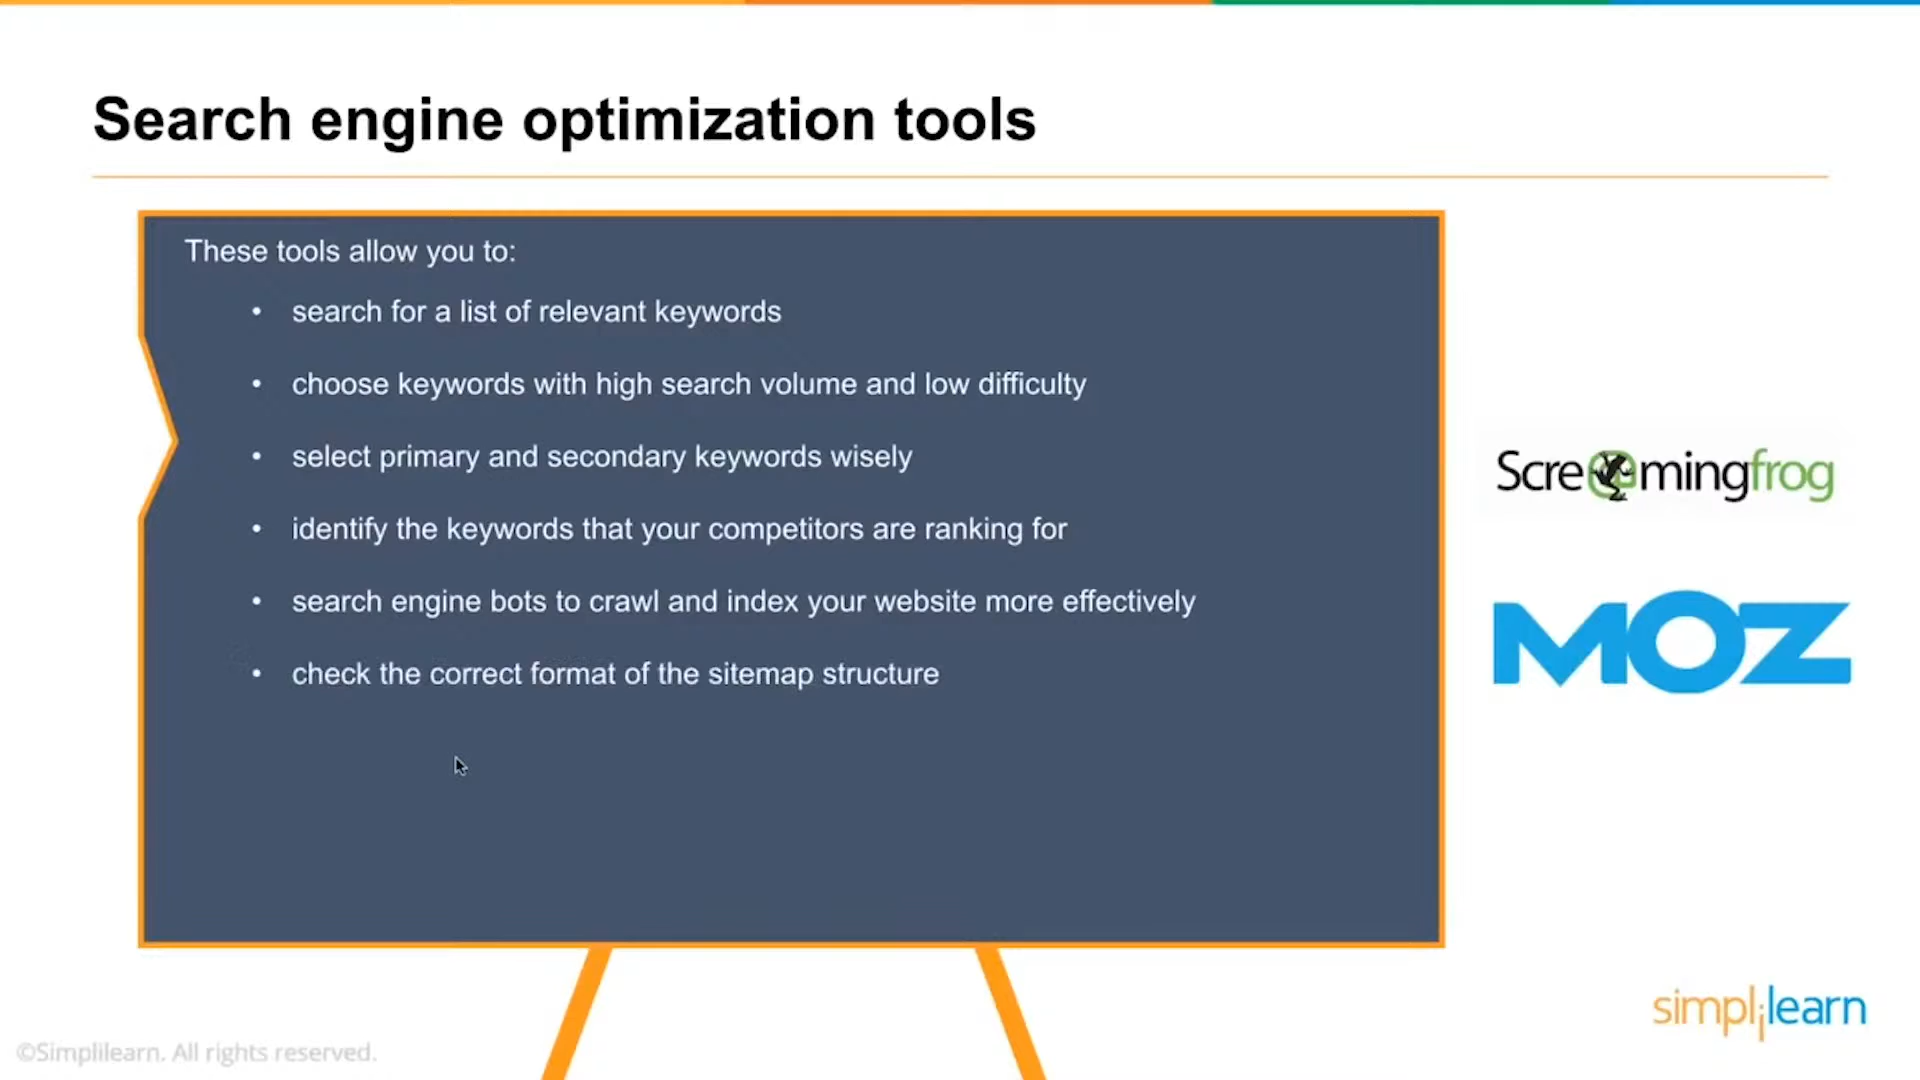 Search engine optimization tools
These tools allow you to:
• search for a list of relevant keywords
• choose keywords with high search volume and low difficulty
• select primary and secondary keywords wisely
• identify the keywords that your competitors are ranking for
• search engine bots to crawl and index your website more effectively
• check the correct format of the sitemap structure
Screamingfrog
MOZ
simplilearn
©Simplilearn. All rights reserved.